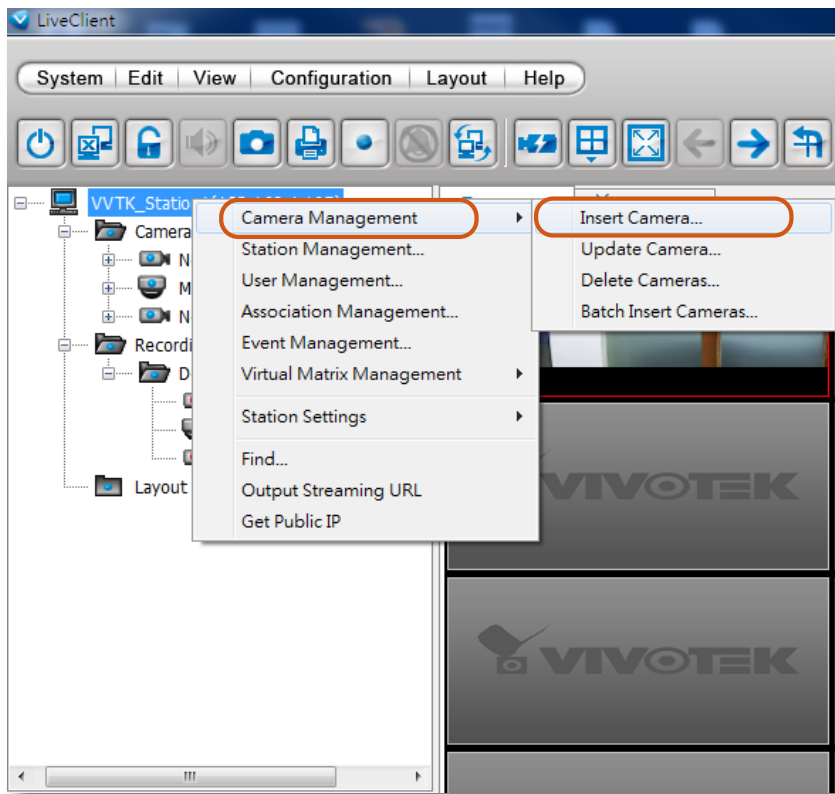 LiveClient
System Edit View Configuration Layout Help
VVTK_Station
Camera Management
Insert Camera...
Camera
Station Management...
Update Camera...
N
User Management...
Delete Cameras...
M
Association Management...
Batch Insert Cameras...
N
Event Management...
Recordi
Virtual Matrix Management
D
Station Settings
Find...
Layout
Output Streaming URL
Get Public IP
VIVOTEK
VIVOTEK